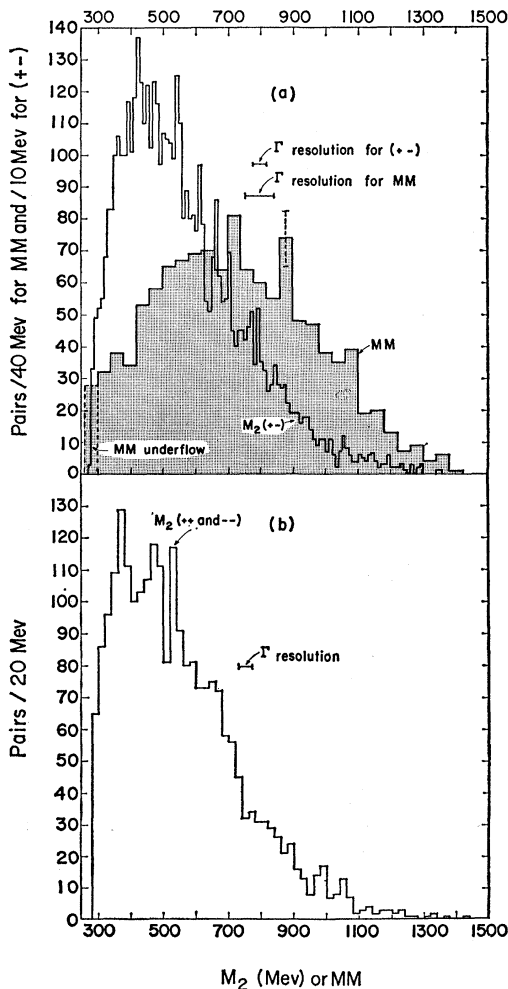 300 500 700 900 1100 1300 1500
140
130
120
110
100
90
80
70
60
50
40
30
20
10
0
Pairs /40 Mev for MM and /10 Mev for (+-)
(a)
Γ resolution for (+-)
Γ resolution for MM
MM
M2(+-)
MM underflow
130
120
110
100
90
80
70
60
50
40
30
20
10
0
Pairs / 20 Mev
M2 (++ and --)
(b)
Γ resolution
300 500 700 900 1100 1300 1500
M2 (Mev) or MM